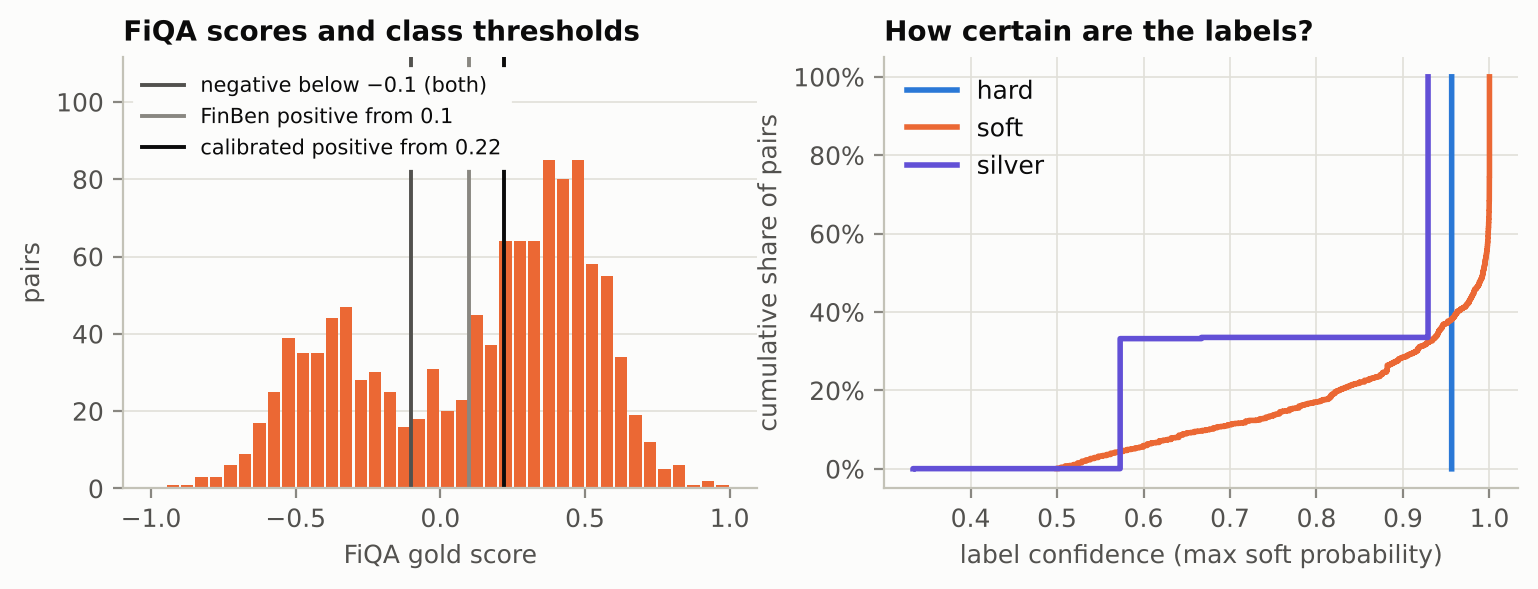 FiQA scores and class thresholds
negative below −0.1 (both)
FinBen positive from 0.1
calibrated positive from 0.22
100
80
60
40
20
0
pairs
−1.0 −0.5 0.0 0.5 1.0
FiQA gold score
How certain are the labels?
hard
soft
silver
100%
80%
60%
40%
20%
0%
cumulative share of pairs
0.4 0.5 0.6 0.7 0.8 0.9 1.0
label confidence (max soft probability)